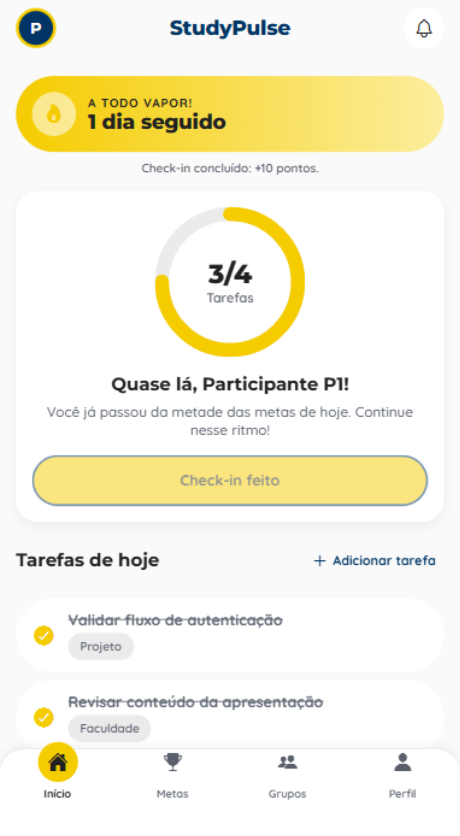 P
StudyPulse
A TODO VAPOR!
1 dia seguido
Check-in concluído: +10 pontos.
3/4
Tarefas
Quase lá, Participante P1!
Você já passou da metade das metas de hoje. Continue
nesse ritmo!
Check-in feito
Tarefas de hoje
+ Adicionar tarefa
Validar fluxo de autenticação
Projeto
Revisar conteúdo da apresentação
Faculdade
Início
Metas
Grupos
Perfil